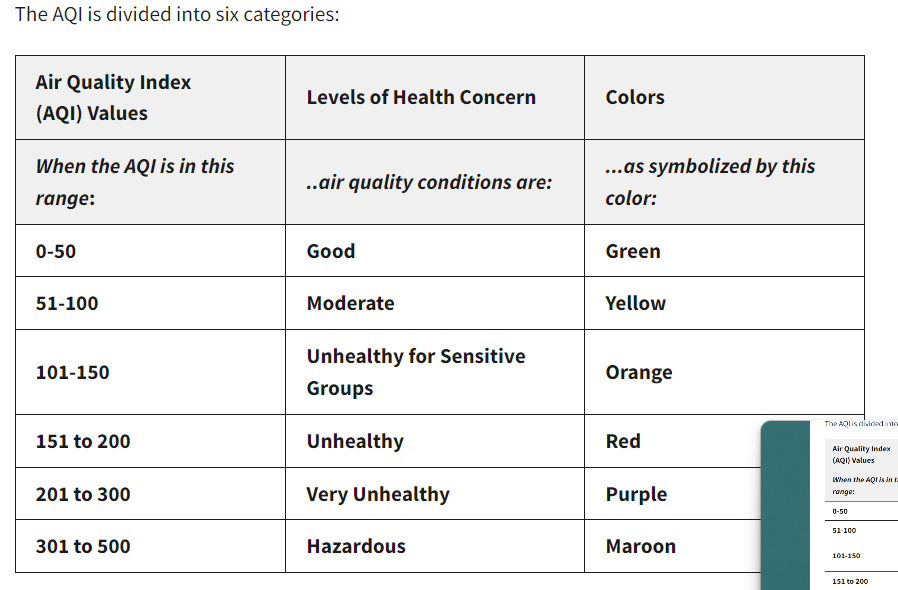 The AQI is divided into six categories:
Air Quality Index
(AQI) Values
Levels of Health Concern
Colors
When the AQI is in this
range:
..air quality conditions are:
...as symbolized by this
color:
0-50
Good
Green
51-100
Moderate
Yellow
101-150
Unhealthy for Sensitive
Groups
Orange
151 to 200
Unhealthy
Red
201 to 300
Very Unhealthy
Purple
301 to 500
Hazardous
Maroon
The AQI is divided into
Air Quality Index
(AQI) Values
When the AQI is in
range:
0-50
51-100
101-150
151 to 200